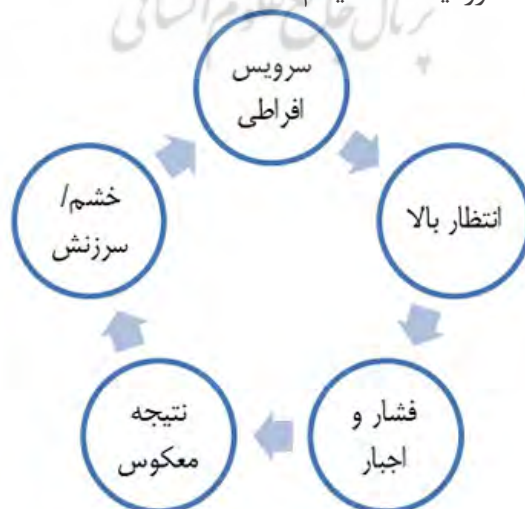 سرویس
افراطی
انتظار بالا
فشار و
اجبار
نتیجه
معکوس
خشم/
سرزنش